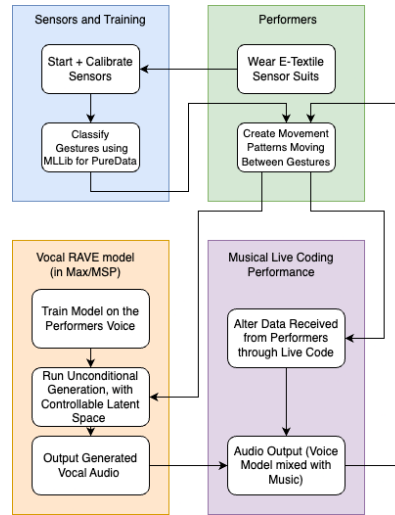 Sensors and Training
Start + Calibrate
Sensors
Classify
Gestures using
MLLib for PureData
Performers
Wear E-Textile
Sensor Suits
Create Movement
Patterns Moving
Between Gestures
Vocal RAVE model
(in Max/MSP)
Train Model on the
Performers Voice
Run Unconditional
Generation, with
Controllable Latent
Space
Output Generated
Vocal Audio
Musical Live Coding
Performance
Alter Data Received
from Performers
through Live Code
Audio Output (Voice
Model mixed with
Music)